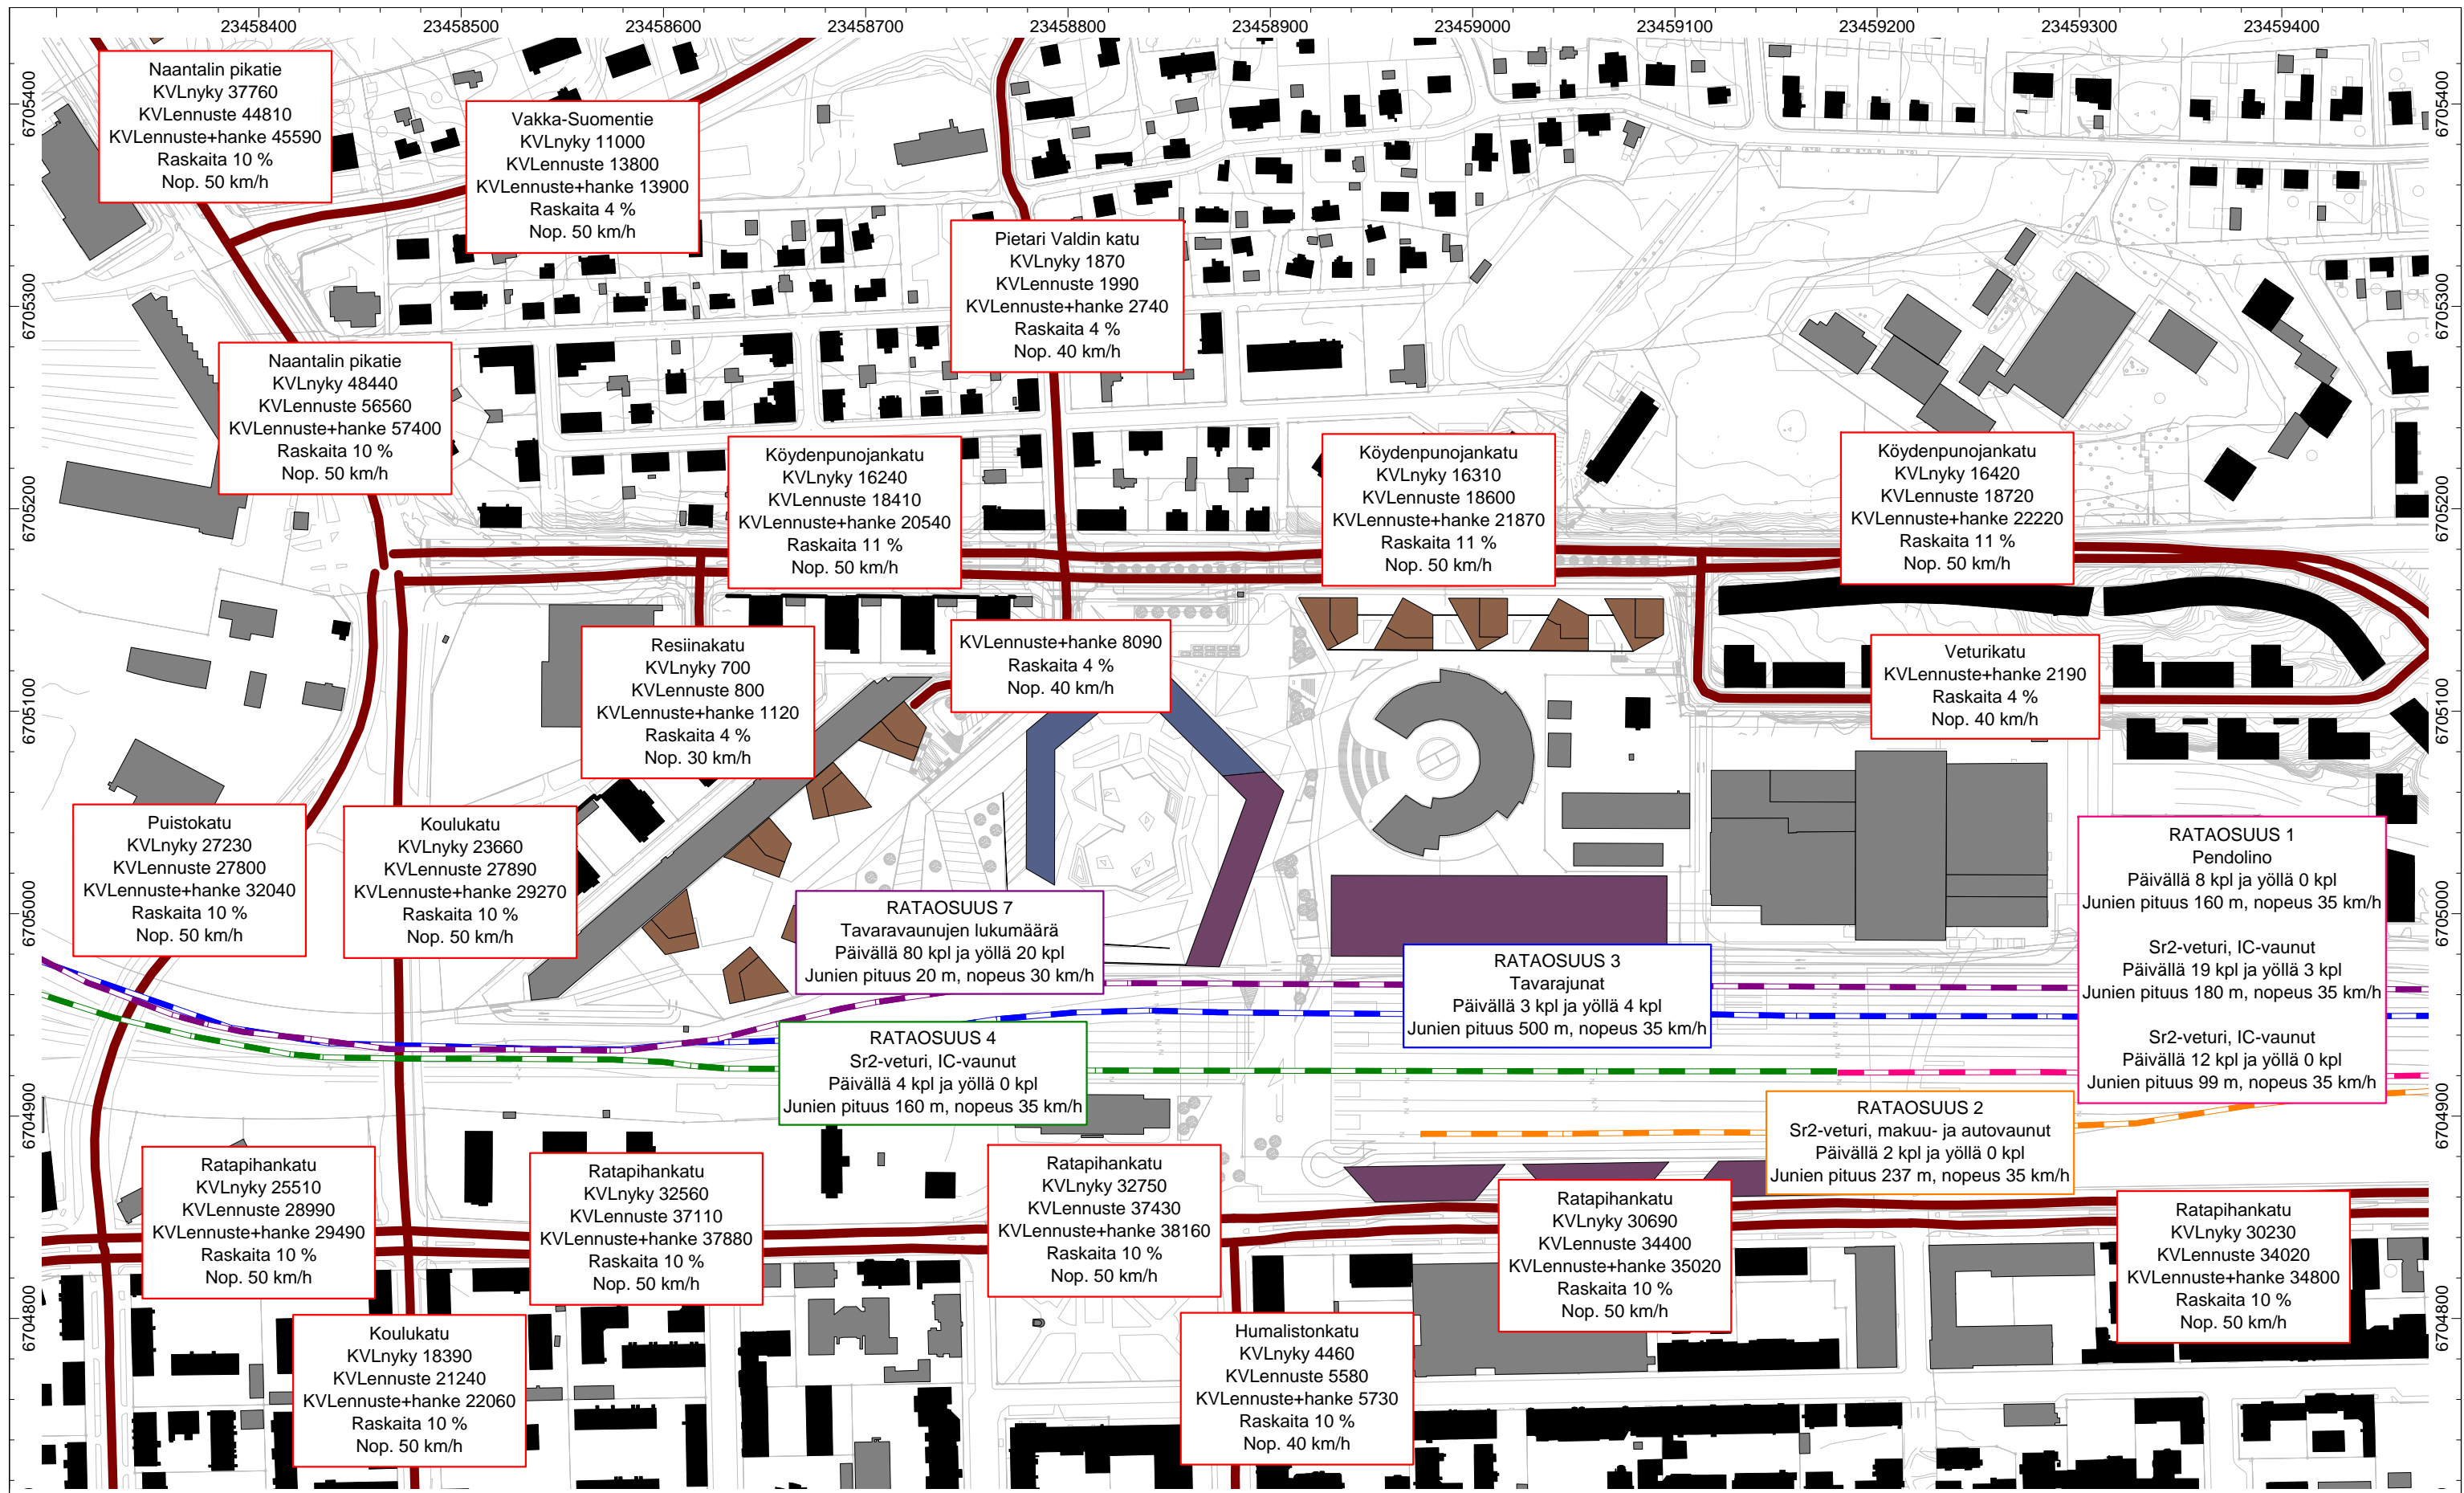 23458400 23458500 23458600 23458700 23458800 23458900 23459000 23459100 23459200 23459300 23459400
6705400
6705300
6705200
6705100
6705000
6704900
6704800
Naantalin pikatie
KVLnyky 37760
KVLennuste 44810
KVLennuste+hanke 45590
Raskaita 10 %
Nop. 50 km/h
Vakka-Suomentie
KVLnyky 11000
KVLennuste 13800
KVLennuste+hanke 13900
Raskaita 4 %
Nop. 50 km/h
Pietari Valdin katu
KVLnyky 1870
KVLennuste 1990
KVLennuste+hanke 2740
Raskaita 4 %
Nop. 40 km/h
Naantalin pikatie
KVLnyky 48440
KVLennuste 56560
KVLennuste+hanke 57400
Raskaita 10 %
Nop. 50 km/h
Köydenpunojankatu
KVLnyky 16240
KVLennuste 18410
KVLennuste+hanke 20540
Raskaita 11 %
Nop. 50 km/h
Köydenpunojankatu
KVLnyky 16310
KVLennuste 18600
KVLennuste+hanke 21870
Raskaita 11 %
Nop. 50 km/h
Köydenpunojankatu
KVLnyky 16420
KVLennuste 18720
KVLennuste+hanke 22220
Raskaita 11 %
Nop. 50 km/h
Resiinakatu
KVLnyky 700
KVLennuste 800
KVLennuste+hanke 1120
Raskaita 4 %
Nop. 30 km/h
KVLennuste+hanke 8090
Raskaita 4 %
Nop. 40 km/h
Veturikatu
KVLennuste+hanke 2190
Raskaita 4 %
Nop. 40 km/h
Puistokatu
KVLnyky 27230
KVLennuste 27800
KVLennuste+hanke 32040
Raskaita 10 %
Nop. 50 km/h
Koulukatu
KVLnyky 23660
KVLennuste 27890
KVLennuste+hanke 29270
Raskaita 10 %
Nop. 50 km/h
RATAOSUUS 7
Tavaravaunujen lukumäärä
Päivällä 80 kpl ja yöllä 20 kpl
Junien pituus 20 m, nopeus 30 km/h
RATAOSUUS 3
Tavarajunat
Päivällä 3 kpl ja yöllä 4 kpl
Junien pituus 500 m, nopeus 35 km/h
RATAOSUUS 1
Pendolino
Päivällä 8 kpl ja yöllä 0 kpl
Junien pituus 160 m, nopeus 35 km/h
Sr2-veturi, IC-vaunut
Päivällä 19 kpl ja yöllä 3 kpl
Junien pituus 180 m, nopeus 35 km/h
Sr2-veturi, IC-vaunut
Päivällä 12 kpl ja yöllä 0 kpl
Junien pituus 99 m, nopeus 35 km/h
RATAOSUUS 4
Sr2-veturi, IC-vaunut
Päivällä 4 kpl ja yöllä 0 kpl
Junien pituus 160 m, nopeus 35 km/h
RATAOSUUS 2
Sr2-veturi, makuu- ja autovaunut
Päivällä 2 kpl ja yöllä 0 kpl
Junien pituus 237 m, nopeus 35 km/h
Ratapihankatu
KVLnyky 25510
KVLennuste 28990
KVLennuste+hanke 29490
Raskaita 10 %
Nop. 50 km/h
Ratapihankatu
KVLnyky 32560
KVLennuste 37110
KVLennuste+hanke 37880
Raskaita 10 %
Nop. 50 km/h
Ratapihankatu
KVLnyky 32750
KVLennuste 37430
KVLennuste+hanke 38160
Raskaita 10 %
Nop. 50 km/h
Ratapihankatu
KVLnyky 30690
KVLennuste 34400
KVLennuste+hanke 35020
Raskaita 10 %
Nop. 50 km/h
Ratapihankatu
KVLnyky 30230
KVLennuste 34020
KVLennuste+hanke 34800
Raskaita 10 %
Nop. 50 km/h
Koulukatu
KVLnyky 18390
KVLennuste 21240
KVLennuste+hanke 22060
Raskaita 10 %
Nop. 50 km/h
Humalistonkatu
KVLnyky 4460
KVLennuste 5580
KVLennuste+hanke 5730
Raskaita 10 %
Nop. 40 km/h
6705400
6705300
6705200
6705100
6705000
6704900
6704800